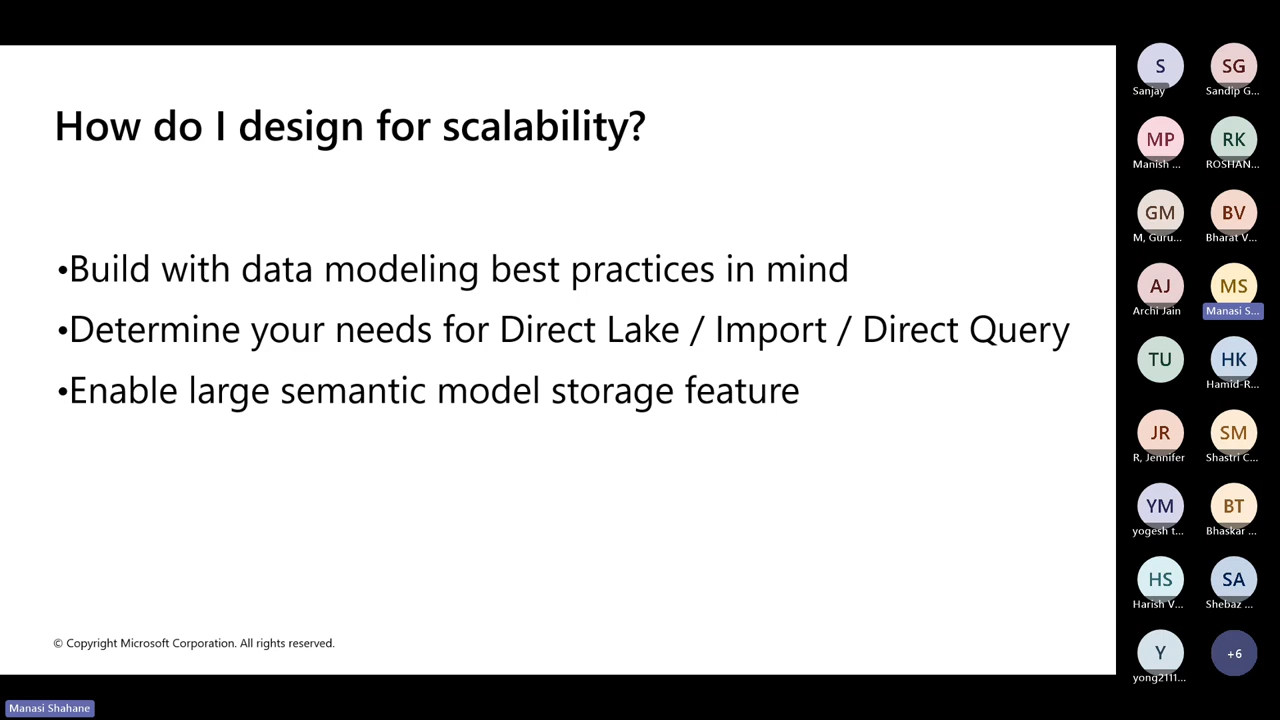 How do I design for scalability?
•Build with data modeling best practices in mind
•Determine your needs for Direct Lake / Import / Direct Query
•Enable large semantic model storage feature
© Copyright Microsoft Corporation. All rights reserved.
Manasi Shahane
S
Sanjay
SG
Sandip G...
MP
Manish ...
RK
ROSHAN...
GM
M, Guru...
BV
Bharat V...
AJ
Archi Jain
MS
Manasi S...
TU
HK
Hamid-R...
JR
R, Jennifer
SM
Shastri C...
YM
yogesh t...
BT
Bhaskar ...
HS
Harish V...
SA
Shebaz ...
Y
yong2111...
+6